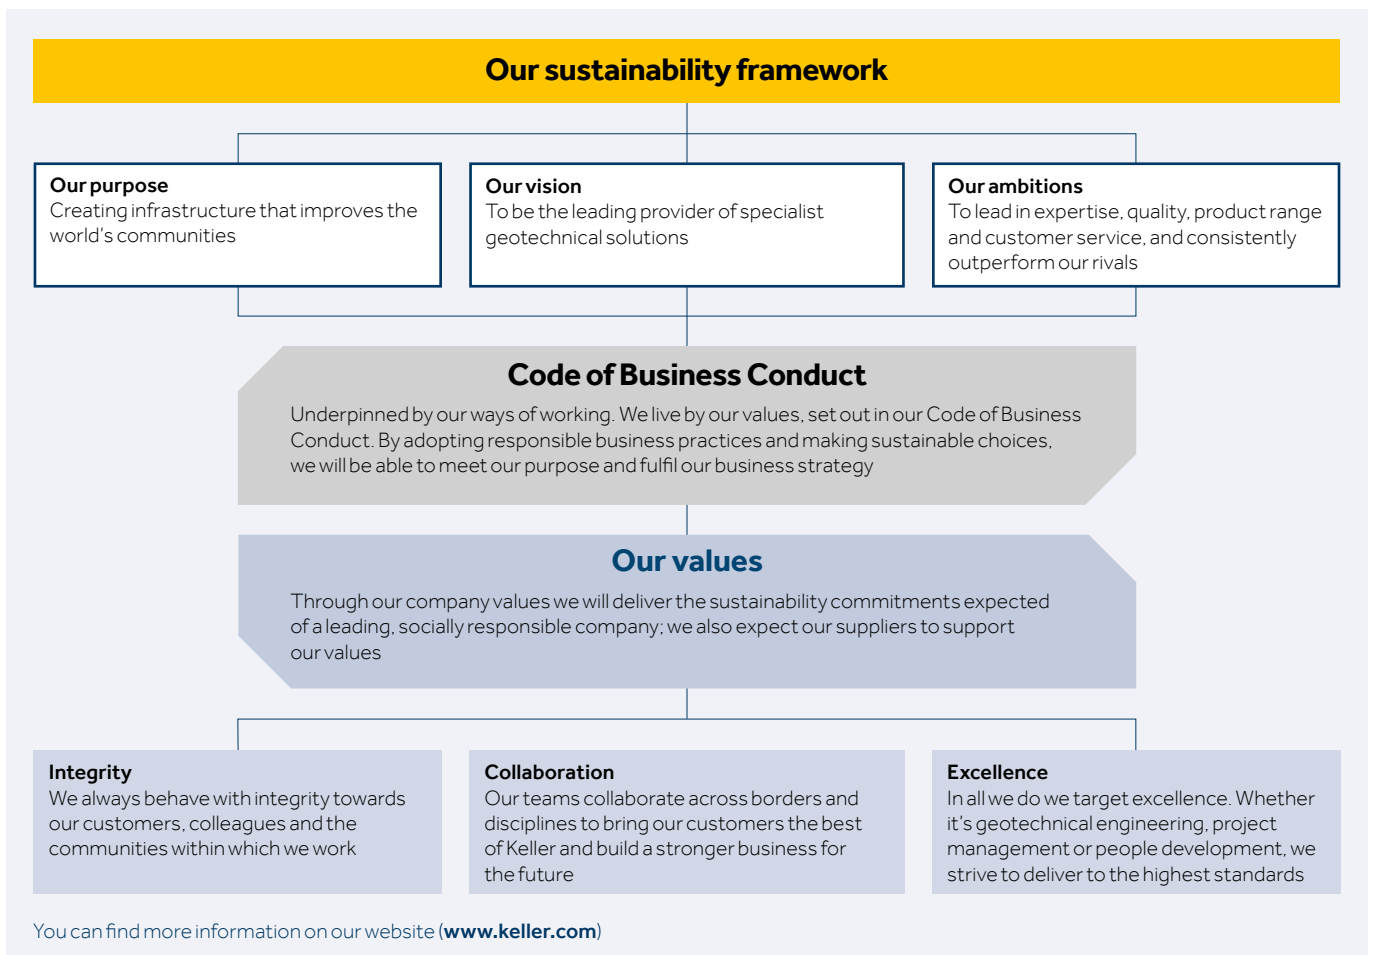 Our sustainability framework
Our purpose
Creating infrastructure that improves the
world's communities
Our vision
To be the leading provider of specialist
geotechnical solutions
Our ambitions
To lead in expertise, quality, product range
and customer service, and consistently
outperform our rivals
Code of Business Conduct
Underpinned by our ways of working. We live by our values, set out in our Code of Business
Conduct. By adopting responsible business practices and making sustainable choices,
we will be able to meet our purpose and fulfil our business strategy
Our values
Through our company values we will deliver the sustainability commitments expected
of a leading, socially responsible company; we also expect our suppliers to support
our values
Integrity
We always behave with integrity towards
our customers, colleagues and the
communities within which we work
Collaboration
Our teams collaborate across borders and
disciplines to bring our customers the best
of Keller and build a stronger business for
the future
Excellence
In all we do we target excellence. Whether
it's geotechnical engineering, project
management or people development, we
strive to deliver to the highest standards
You can find more information on our website (www.keller.com)